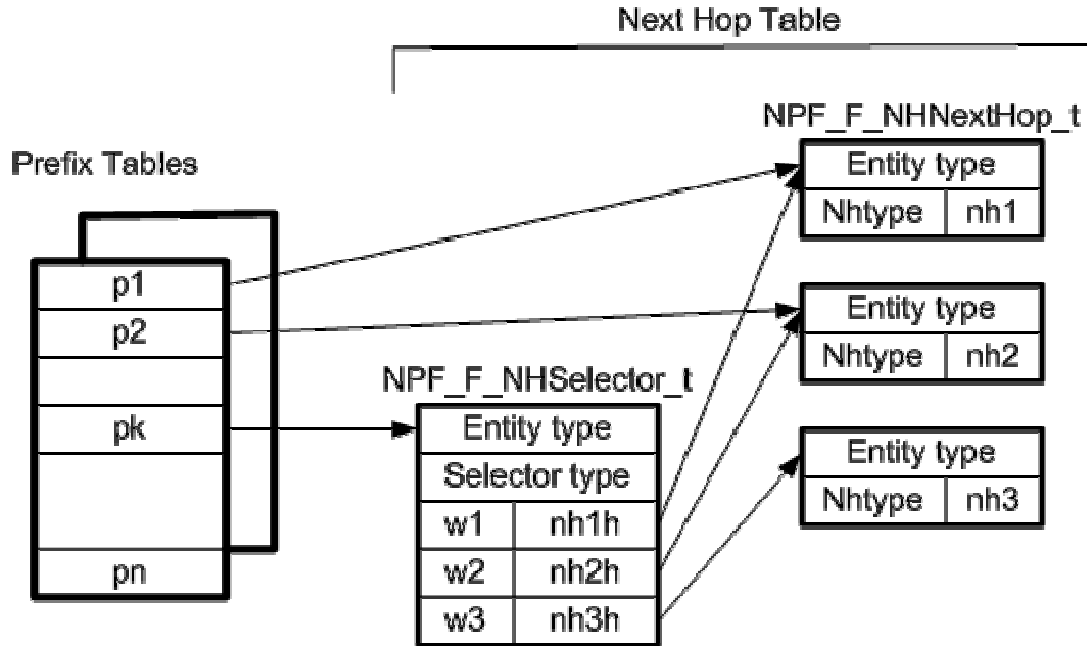 Next Hop Table
NPF_F_NHNextHop_t
Prefix Tables
Entity type
Nhtype nh1
p1
p2
Entity type
Nhtype nh2
NPF_F_NHSelector_t
pk
Entity type
Selector type
w1 nh1h
w2 nh2h
w3 nh3h
Entity type
Nhtype nh3
pn